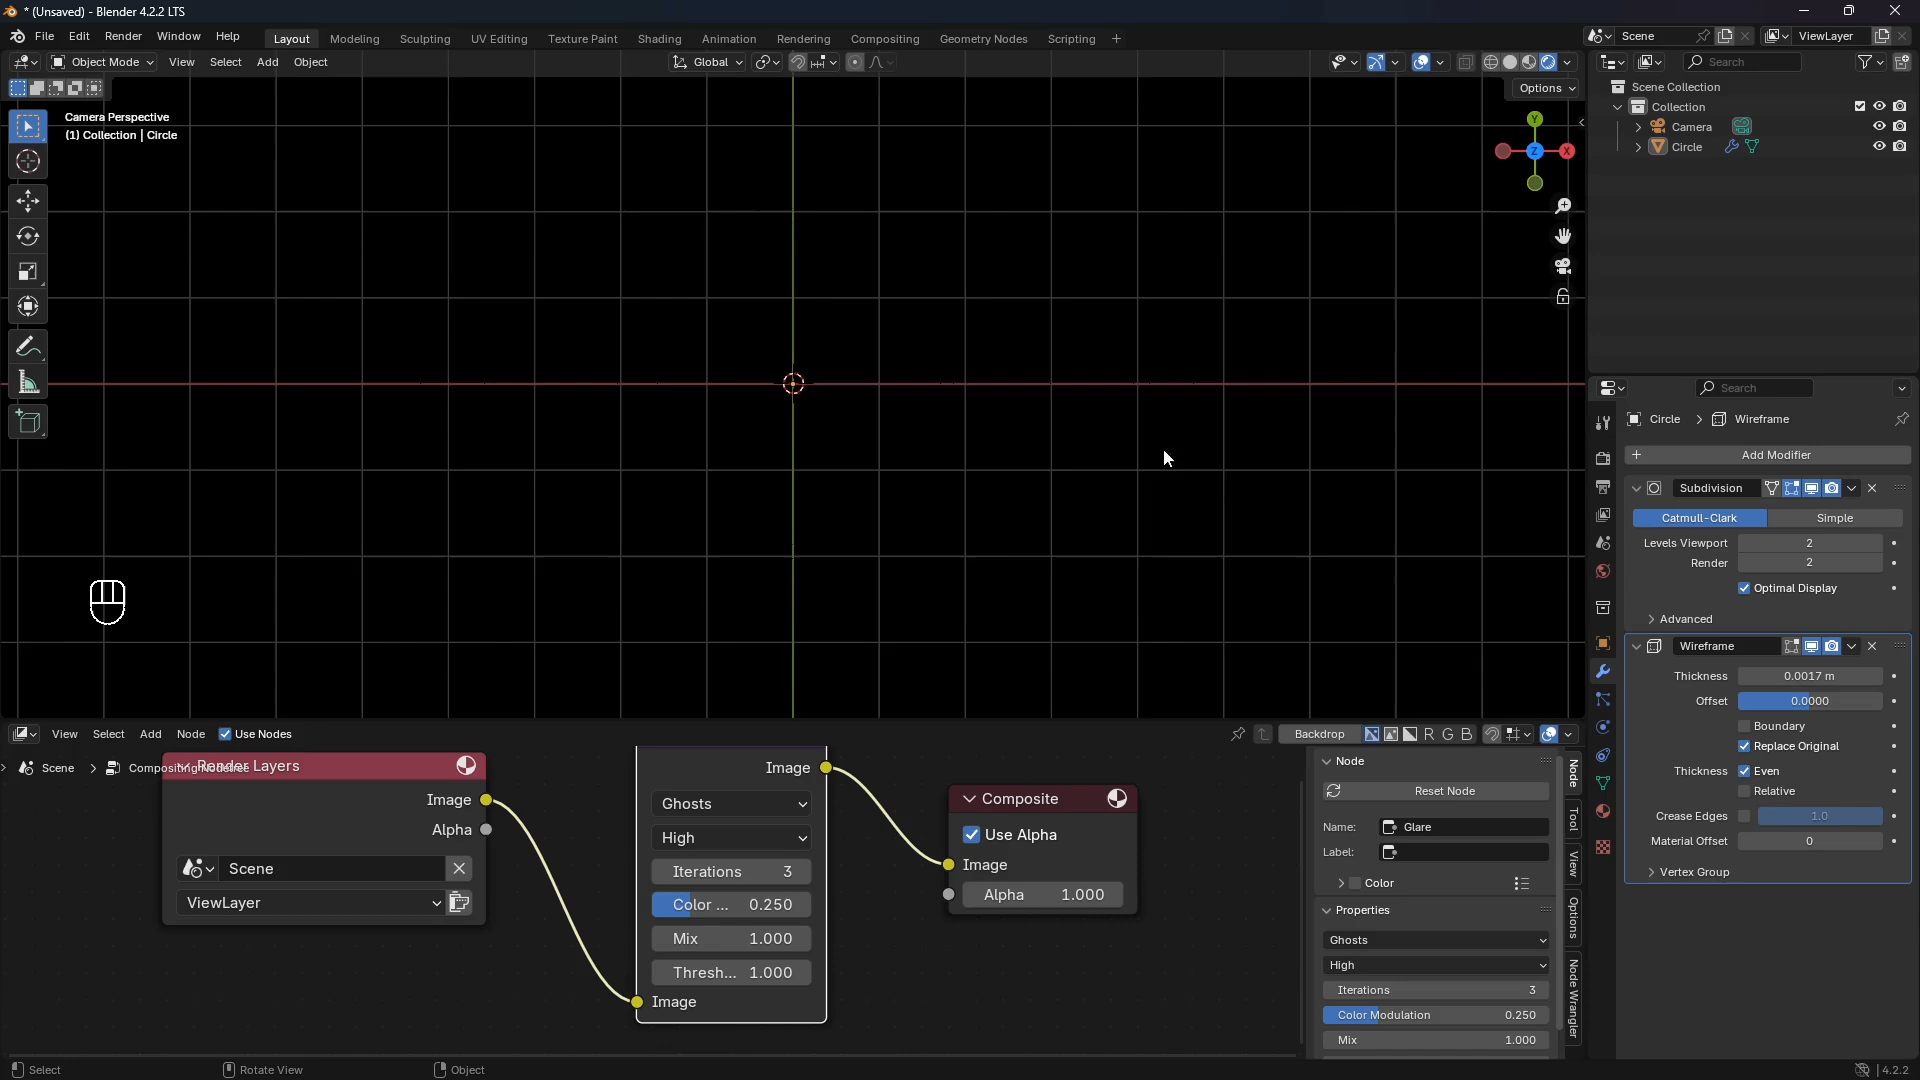 * (Unsaved) - Blender 4.2.2 LTS
File Edit Render Window Help
Layout Modeling Sculpting UV Editing Texture Paint Shading Animation Rendering Compositing Geometry Nodes Scripting +
Scene
ViewLayer
Object Mode View Select Add Object
Global
Search
Options
Camera Perspective
(1) Collection | Circle
Y
X
Z
Scene Collection
Collection
Camera
Circle
Search
Circle > Wireframe
+ Add Modifier
Subdivision
Catmull-Clark Simple
Levels Viewport 2
Render 2
Optimal Display
Advanced
Wireframe
Thickness 0.0017 m
Offset 0.0000
Boundary
Replace Original
Thickness Even
Relative
Crease Edges 1.0
Material Offset 0
Vertex Group
View Select Add Node Use Nodes
Backdrop
R G B
Scene > Compositing Nodetree
Render Layers
Image
Alpha
Scene
ViewLayer
Image
Ghosts
High
Iterations 3
Color ... 0.250
Mix 1.000
Thresh... 1.000
Image
Composite
Use Alpha
Image
Alpha 1.000
Node
Reset Node
Name: Glare
Label:
Color
Properties
Ghosts
High
Iterations 3
Color Modulation 0.250
Mix 1.000
Node
Tool
View
Options
Node Wrangler
Select
Rotate View
Object
4.2.2